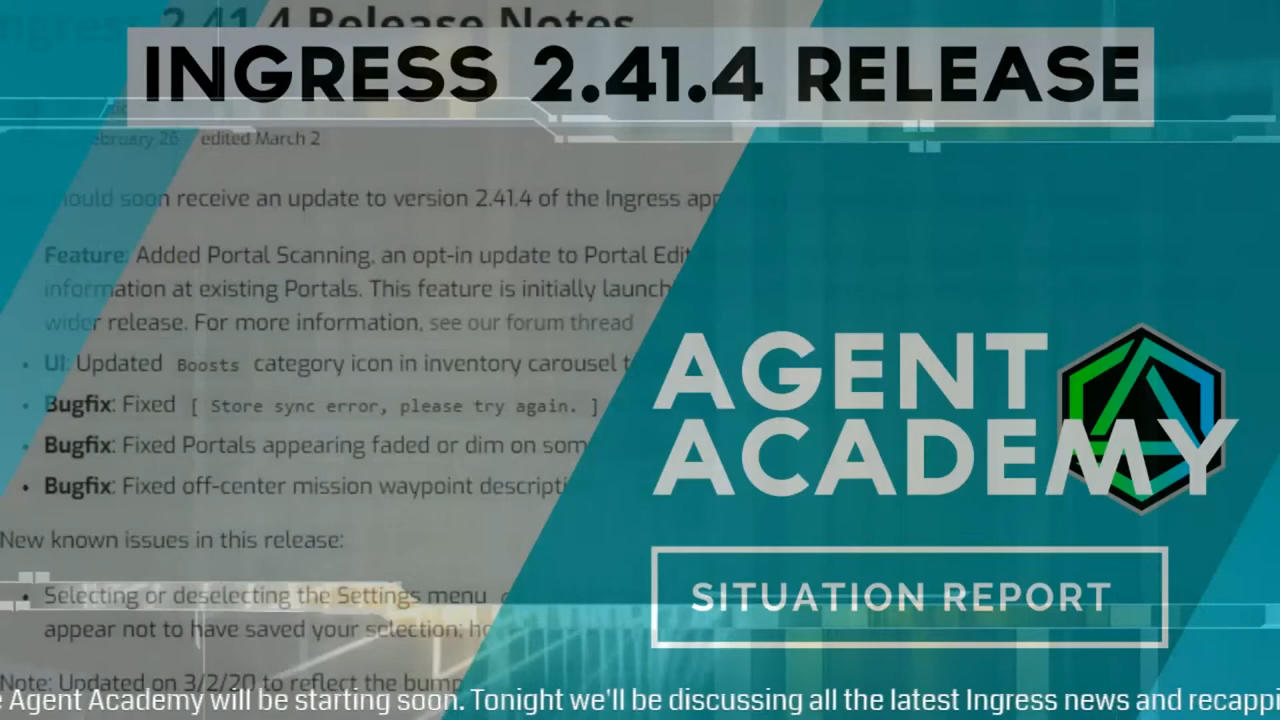 2.41.4 Release Notes
INGRESS 2.41.4 RELEASE
February 26 edited March 2
should soon receive an update to version 2.41.4 of the Ingress app
Feature: Added Portal Scanning, an opt-in update to Portal Edit
information at existing Portals. This feature is initially launch
wider release. For more information, see our forum thread
• UI: Updated Boosts category icon in inventory carousel t
• Bugfix: Fixed [ Store sync error, please try again. ]
• Bugfix: Fixed Portals appearing faded or dim on som
• Bugfix: Fixed off-center mission waypoint descripti
New known issues in this release:
• Selecting or deselecting the Settings menu
appear not to have saved your selection; ho
Note: Updated on 3/2/20 to reflect the bump
AGENT
ACADEMY
SITUATION REPORT
e Agent Academy will be starting soon. Tonight we'll be discussing all the latest Ingress news and recappi